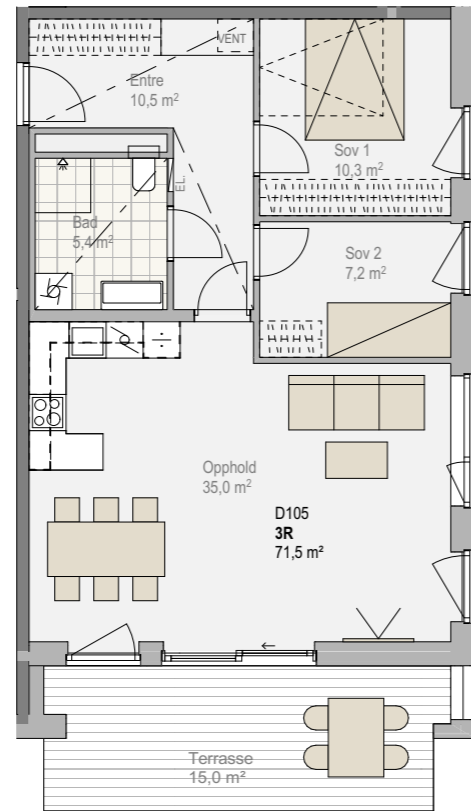 VENT
Entre
10,5 m²
Sov 1
10,3 m²
EL.
Bad
5,4 m²
Sov 2
7,2 m²
Opphold
35,0 m²
D105
3R
71,5 m²
Terrasse
15,0 m²